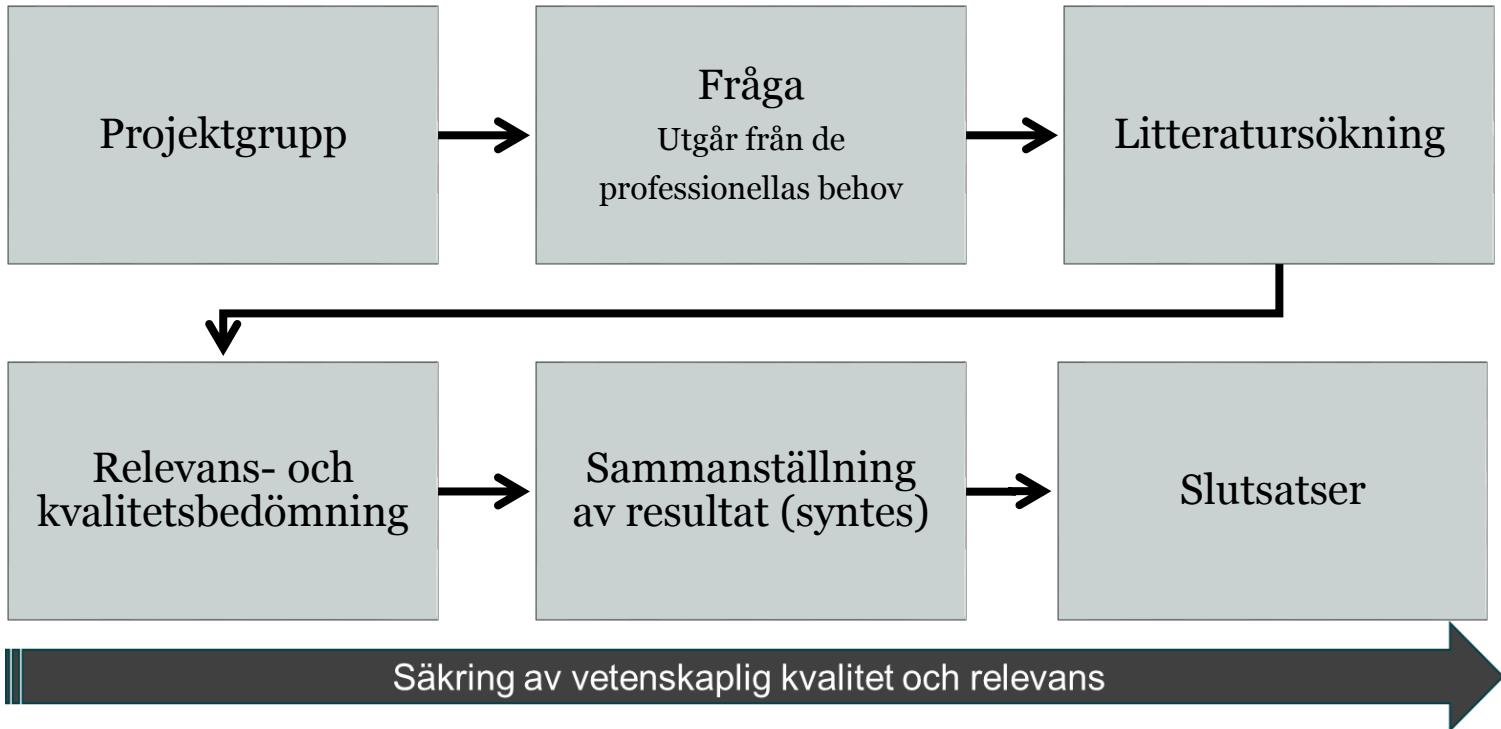 Projektgrupp
Fråga
Utgår från de
professionellas behov
Litteratursökning
Relevans- och
kvalitetsbedömning
Sammanställning
av resultat (syntes)
Slutsatser
Säkring av vetenskaplig kvalitet och relevans